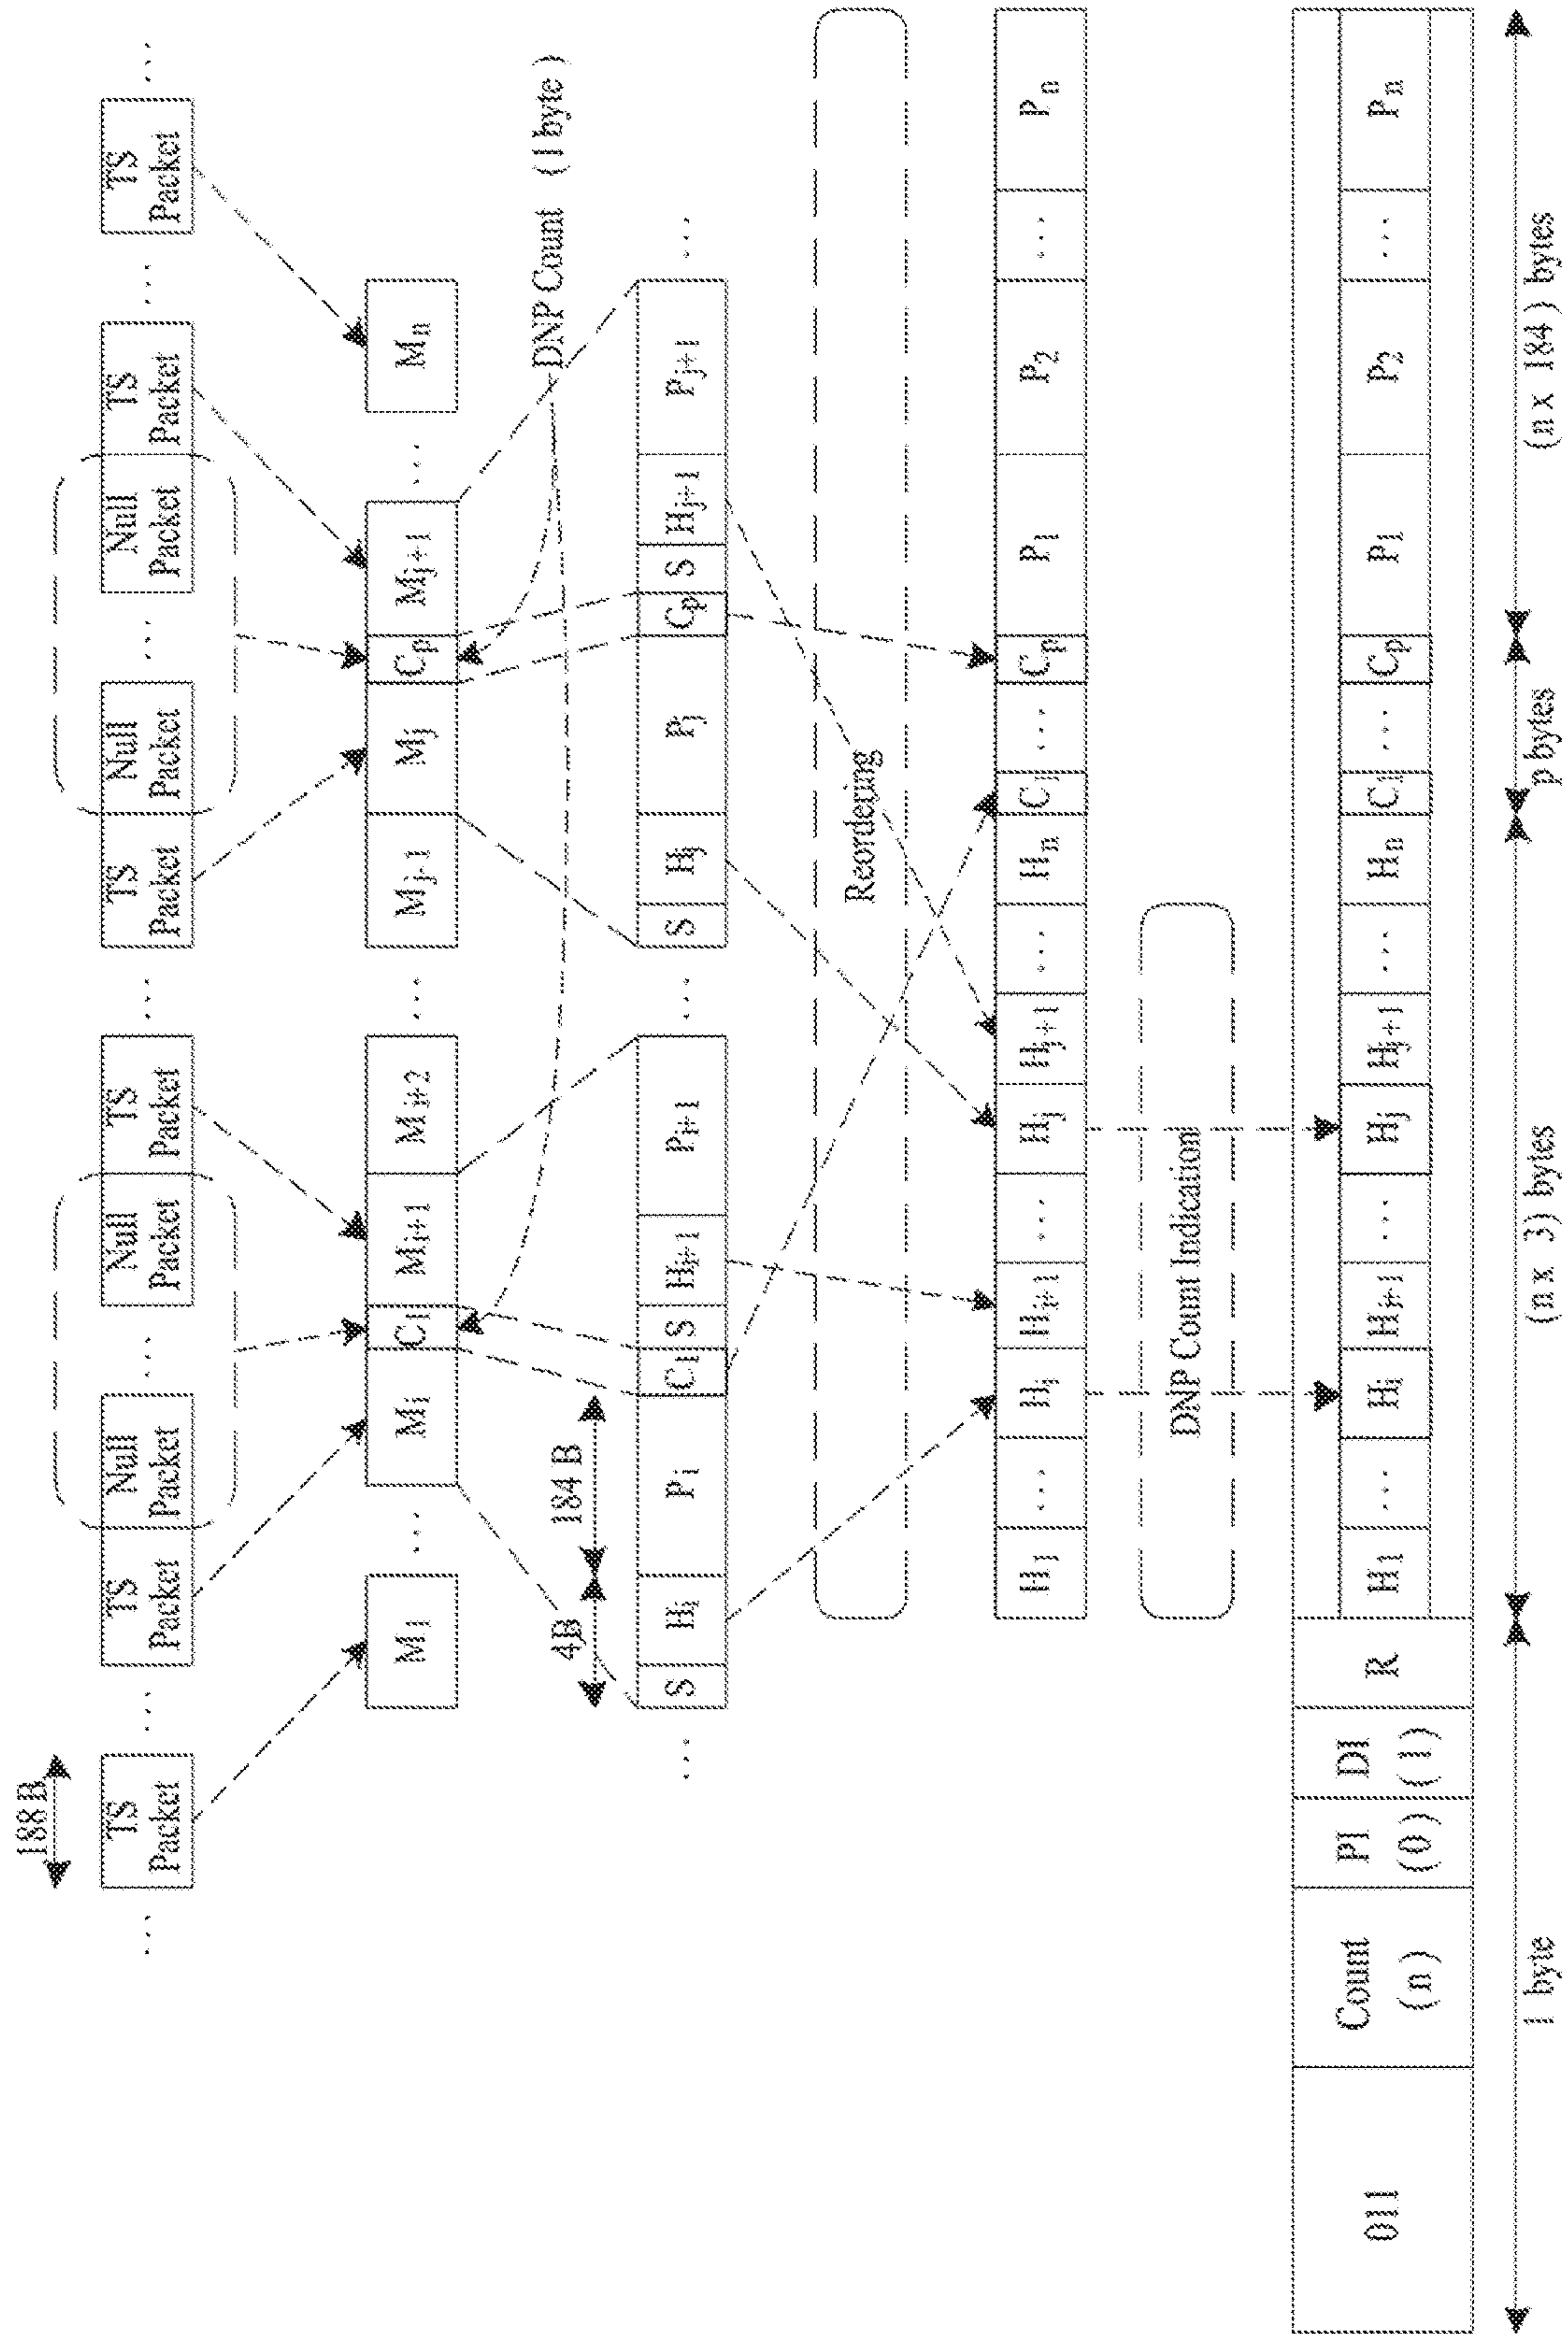 188 B
... TS Packet ... TS Packet Null Packet ... Null Packet TS Packet ... TS Packet Null Packet ... Null Packet TS Packet ... TS Packet ...
M1 ... Mi C1 Mi+1 Mi+2 ... Mj-1 Mj Cp Mj+1 ... Mn
4B 184 B DNP Count (1 byte)
... S Hi Pi C1 S Hi+1 Pi+1 ... S Hj Pj Cp S Hj+1 Pj+1 ...
Reordering
H1 ... Hi Hi+1 ... Hj Hj+1 ... Hn C1 ... Cp P1 P2 ... Pn
DNP Count Indication
011 Count (n) PI (0) DI (1) R H1 ... Hi Hi+1 ... Hj Hj+1 ... Hn C1 ... Cp P1 P2 ... Pn
1 byte (n x 3) bytes p bytes (n x 184) bytes